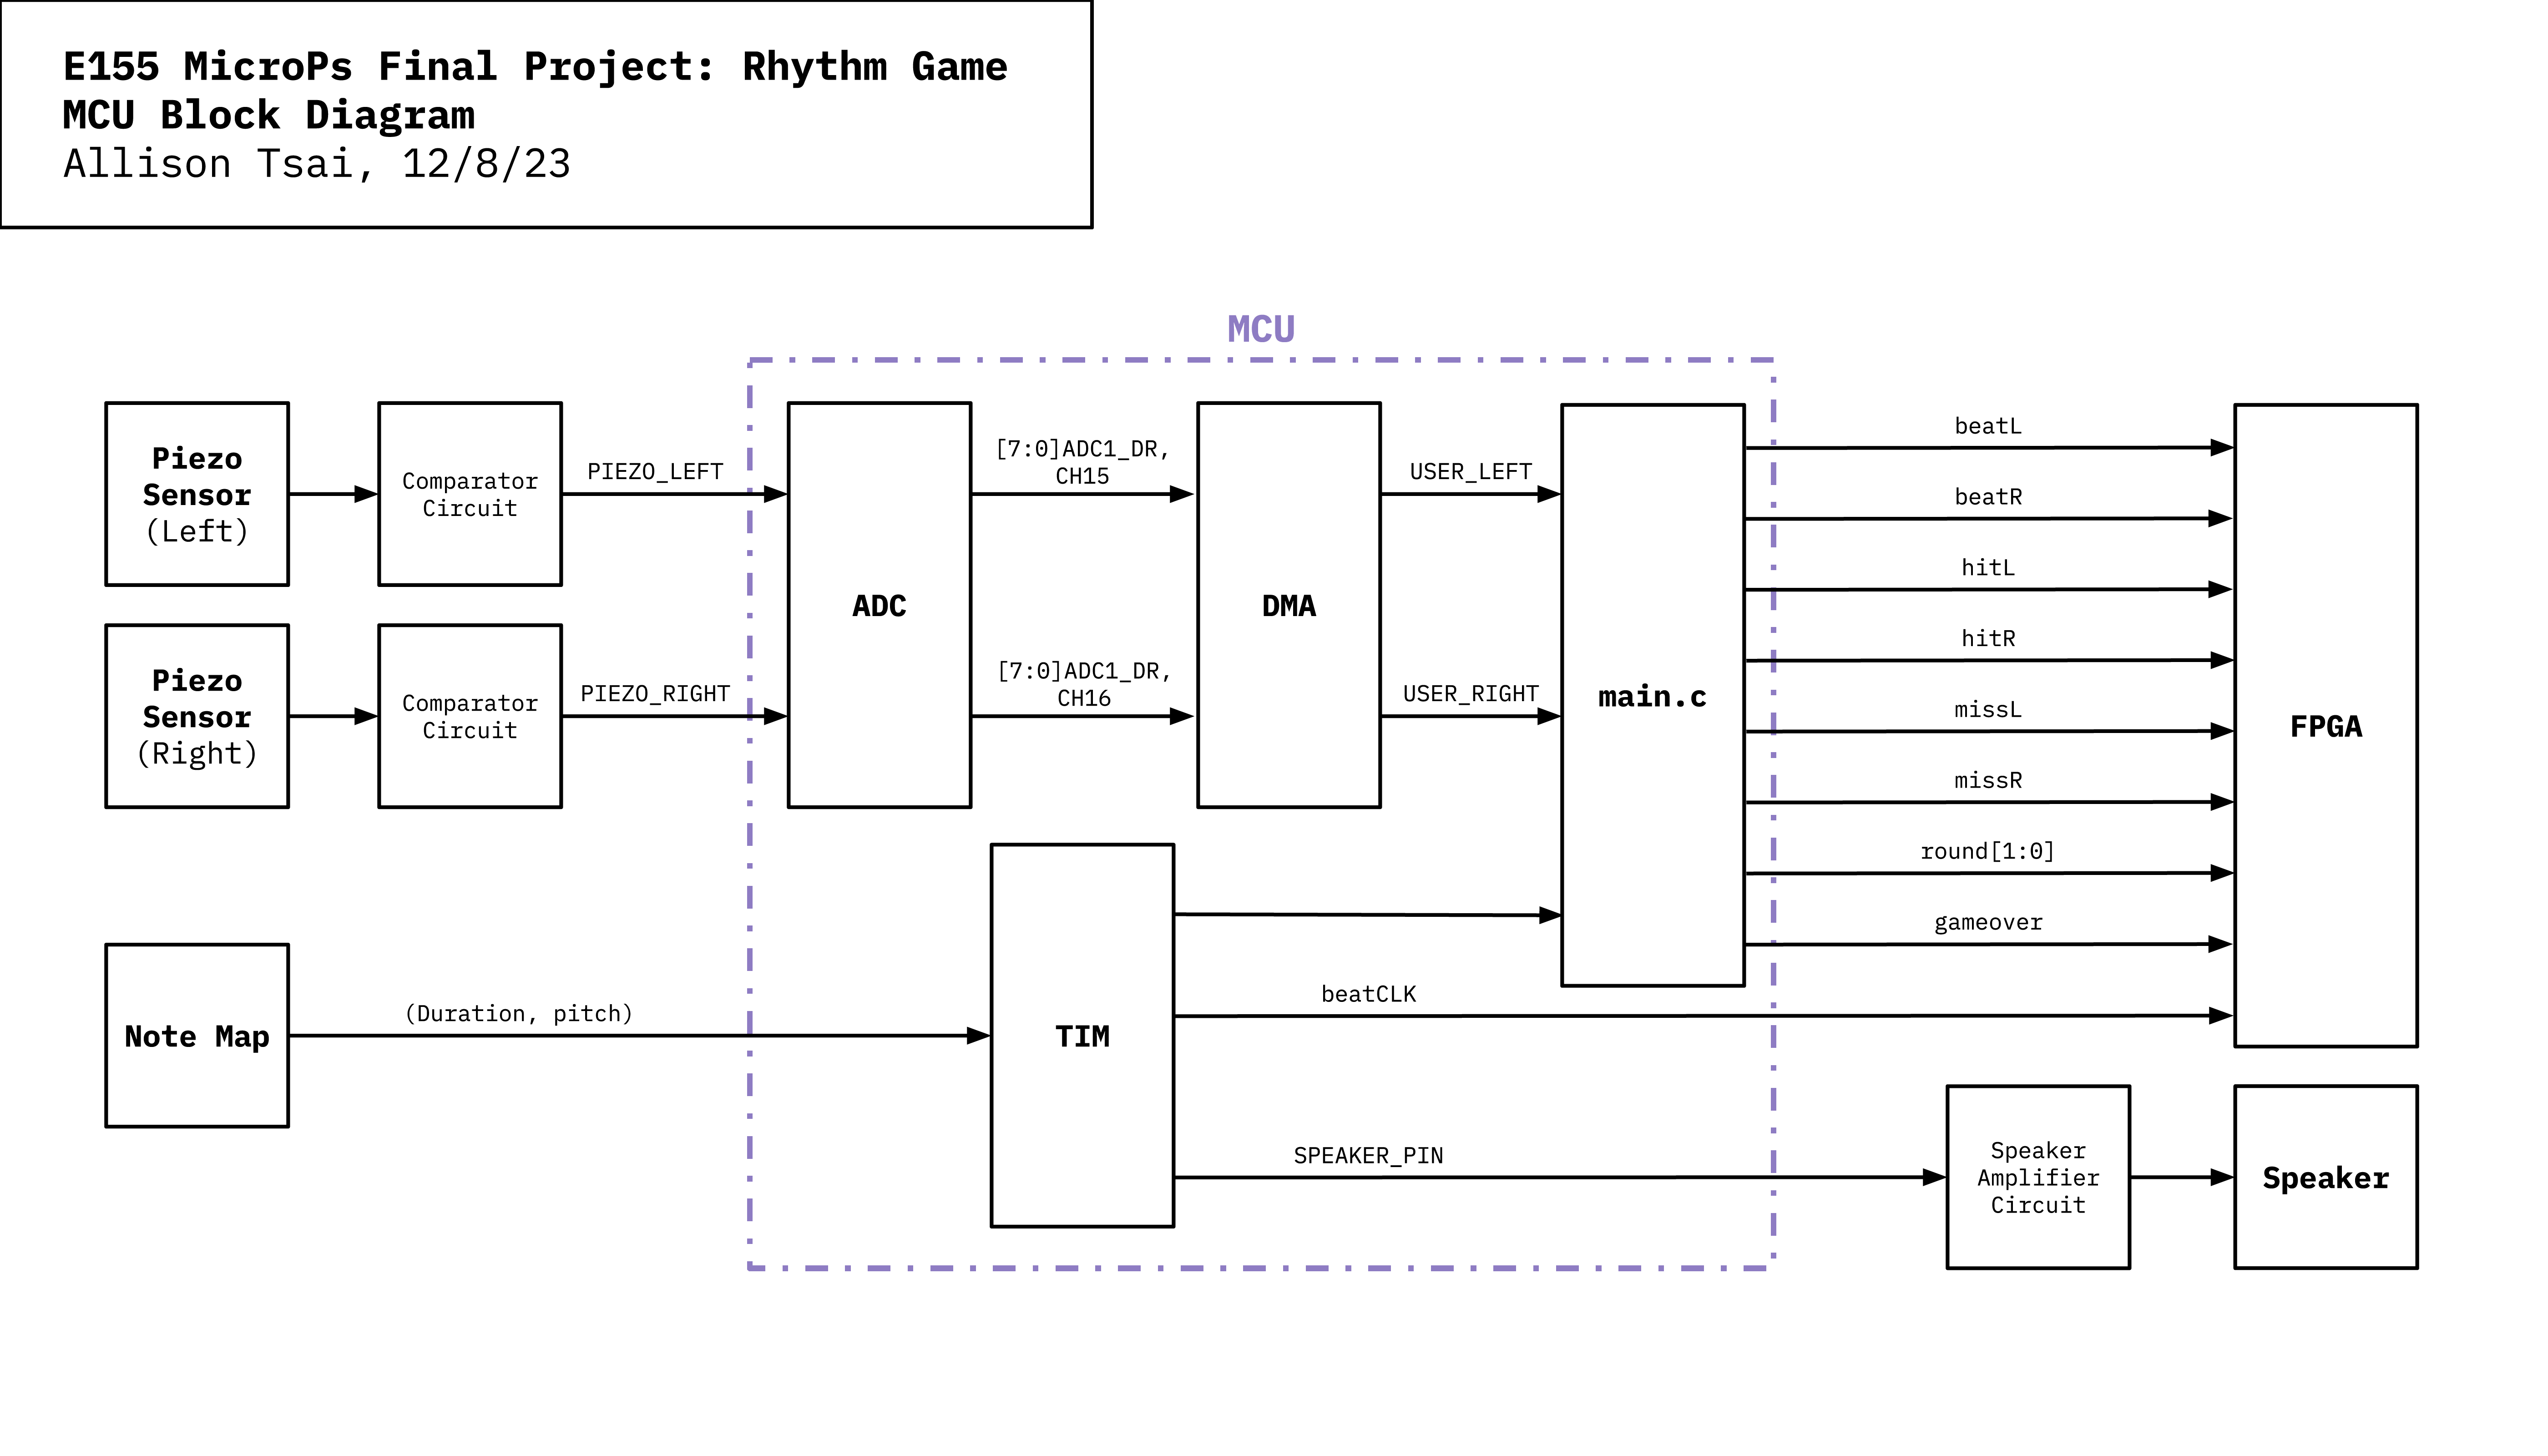 E155 MicroPs Final Project: Rhythm Game
MCU Block Diagram
Allison Tsai, 12/8/23
MCU
Piezo
Sensor
(Left)
Comparator
Circuit
PIEZO_LEFT
ADC
[7:0]ADC1_DR,
CH15
DMA
USER_LEFT
main.c
beatL
beatR
hitL
hitR
missL
missR
round[1:0]
gameover
FPGA
Piezo
Sensor
(Right)
Comparator
Circuit
PIEZO_RIGHT
[7:0]ADC1_DR,
CH16
USER_RIGHT
Note Map
(Duration, pitch)
TIM
beatCLK
SPEAKER_PIN
Speaker
Amplifier
Circuit
Speaker